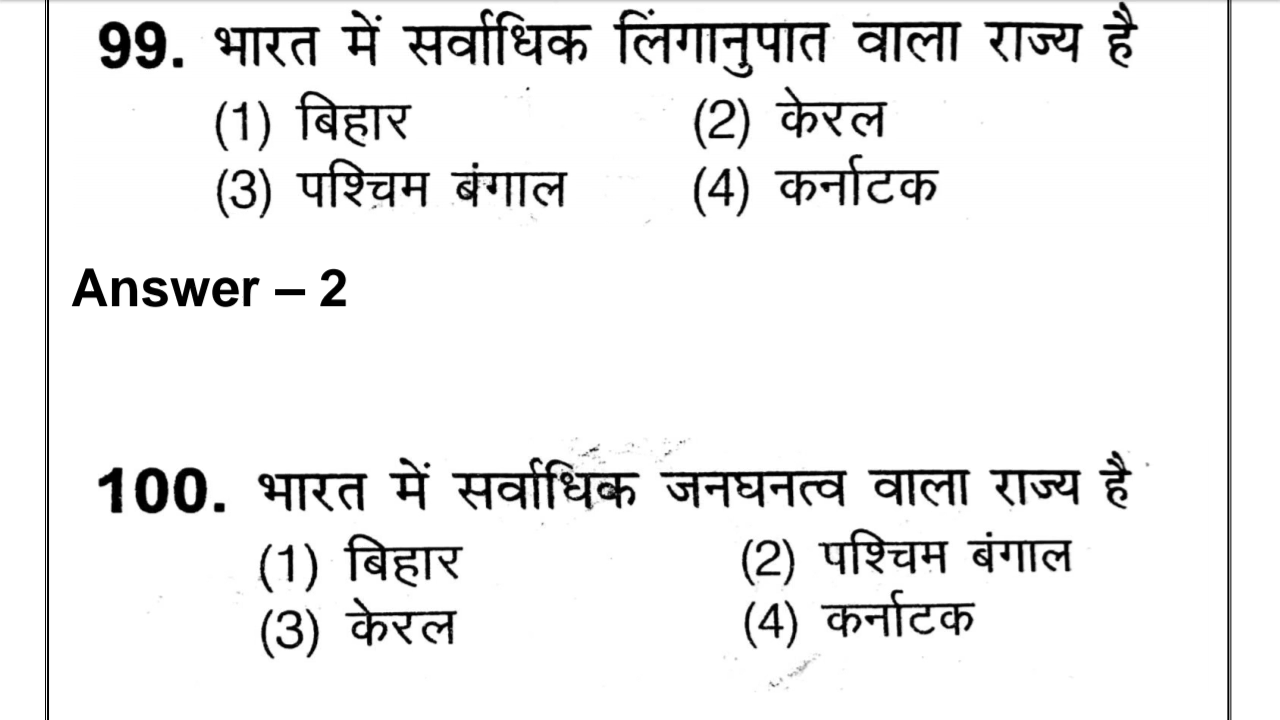 99. भारत में सर्वाधिक लिंगानुपात वाला राज्य है
(1) बिहार (2) केरल
(3) पश्चिम बंगाल (4) कर्नाटक
Answer – 2
100. भारत में सर्वाधिक जनघनत्व वाला राज्य है
(1) बिहार (2) पश्चिम बंगाल
(3) केरल (4) कर्नाटक